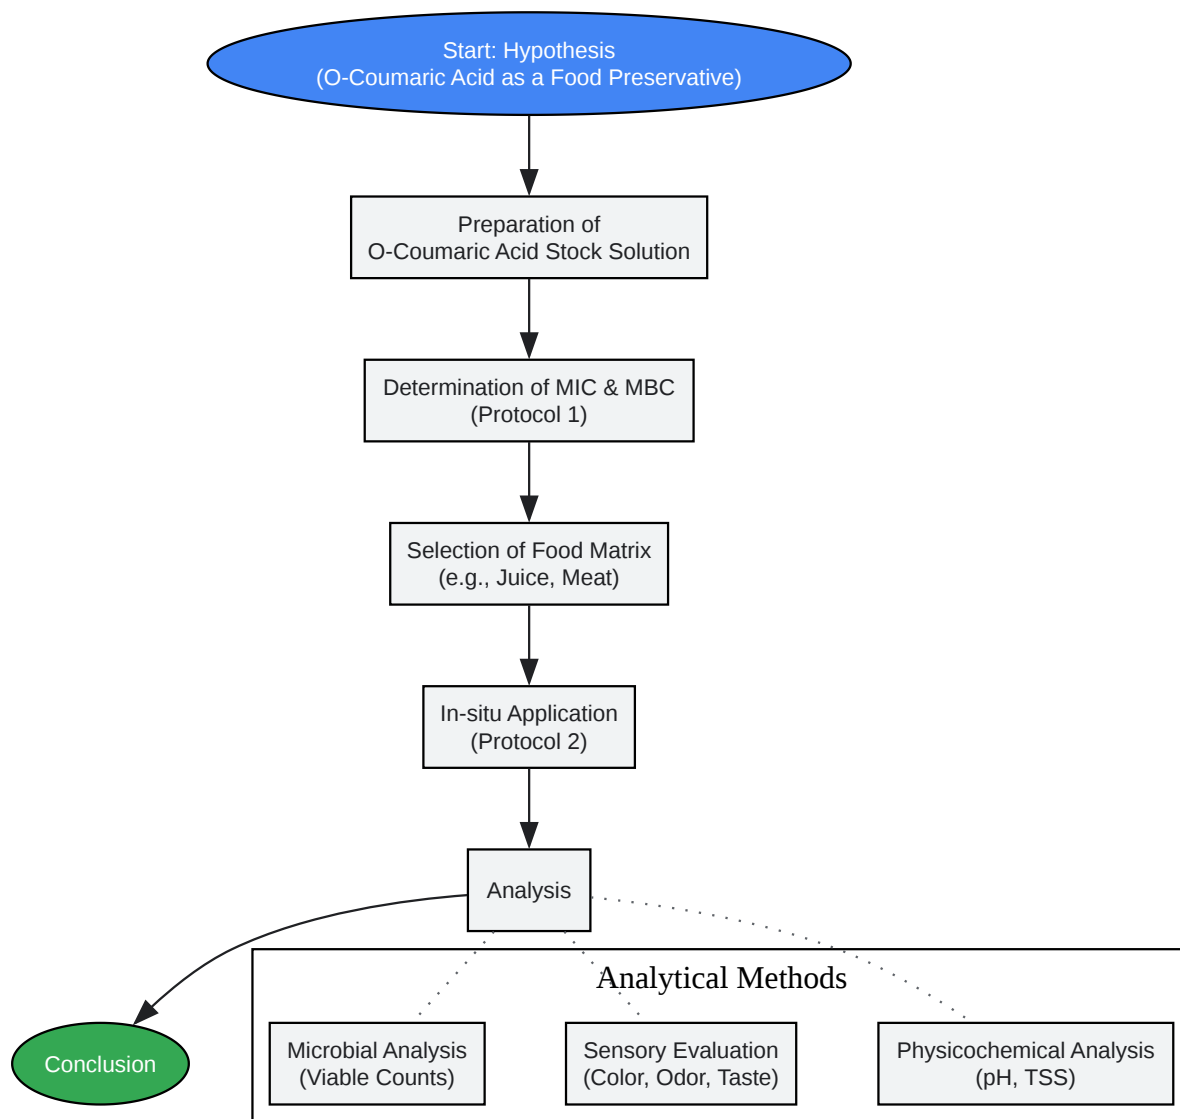 Start: Hypothesis
(O-Coumaric Acid as a Food Preservative)
Preparation of
O-Coumaric Acid Stock Solution
Determination of MIC & MBC
(Protocol 1)
Selection of Food Matrix
(e.g., Juice, Meat)
In-situ Application
(Protocol 2)
Analysis
Analytical Methods
Conclusion
Microbial Analysis
(Viable Counts)
Sensory Evaluation
(Color, Odor, Taste)
Physicochemical Analysis
(pH, TSS)